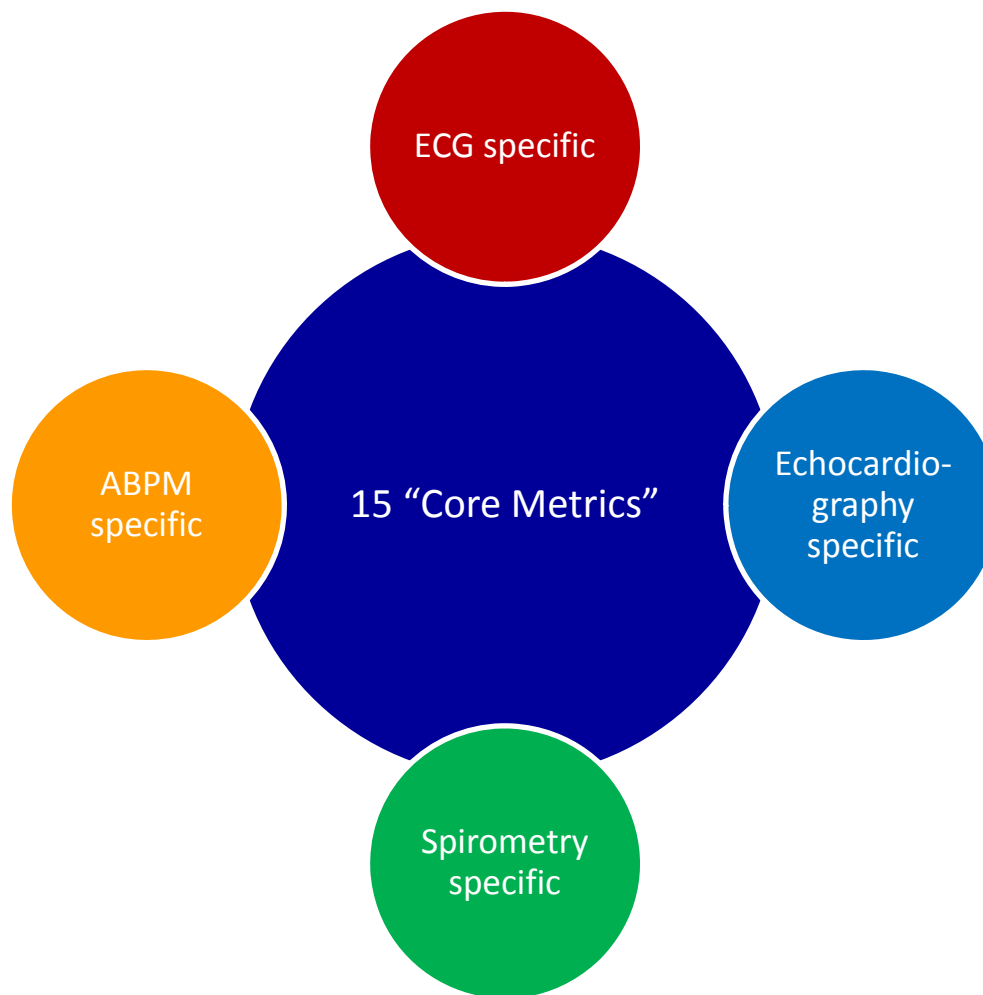 ECG specific
ABPM
specific
15 “Core Metrics”
Echocardio-
graphy
specific
Spirometry
specific